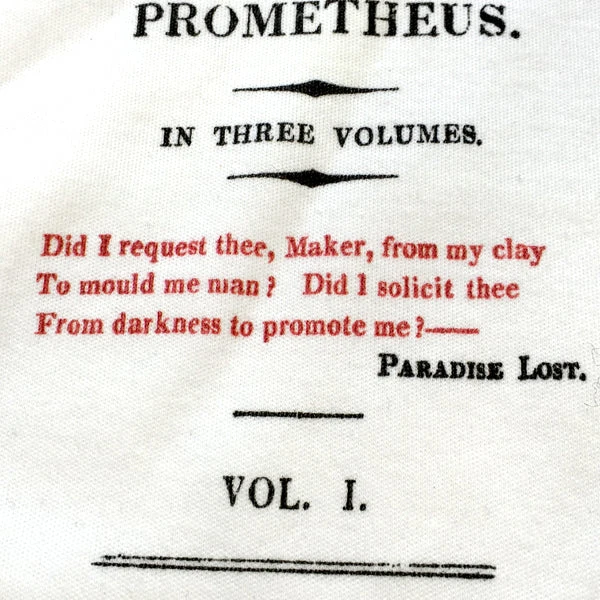 PROMETHEUS.
IN THREE VOLUMES.
Did I request thee, Maker, from my clay
To mould me man? Did I solicit thee
From darkness to promote me?——
PARADISE LOST.
VOL. I.